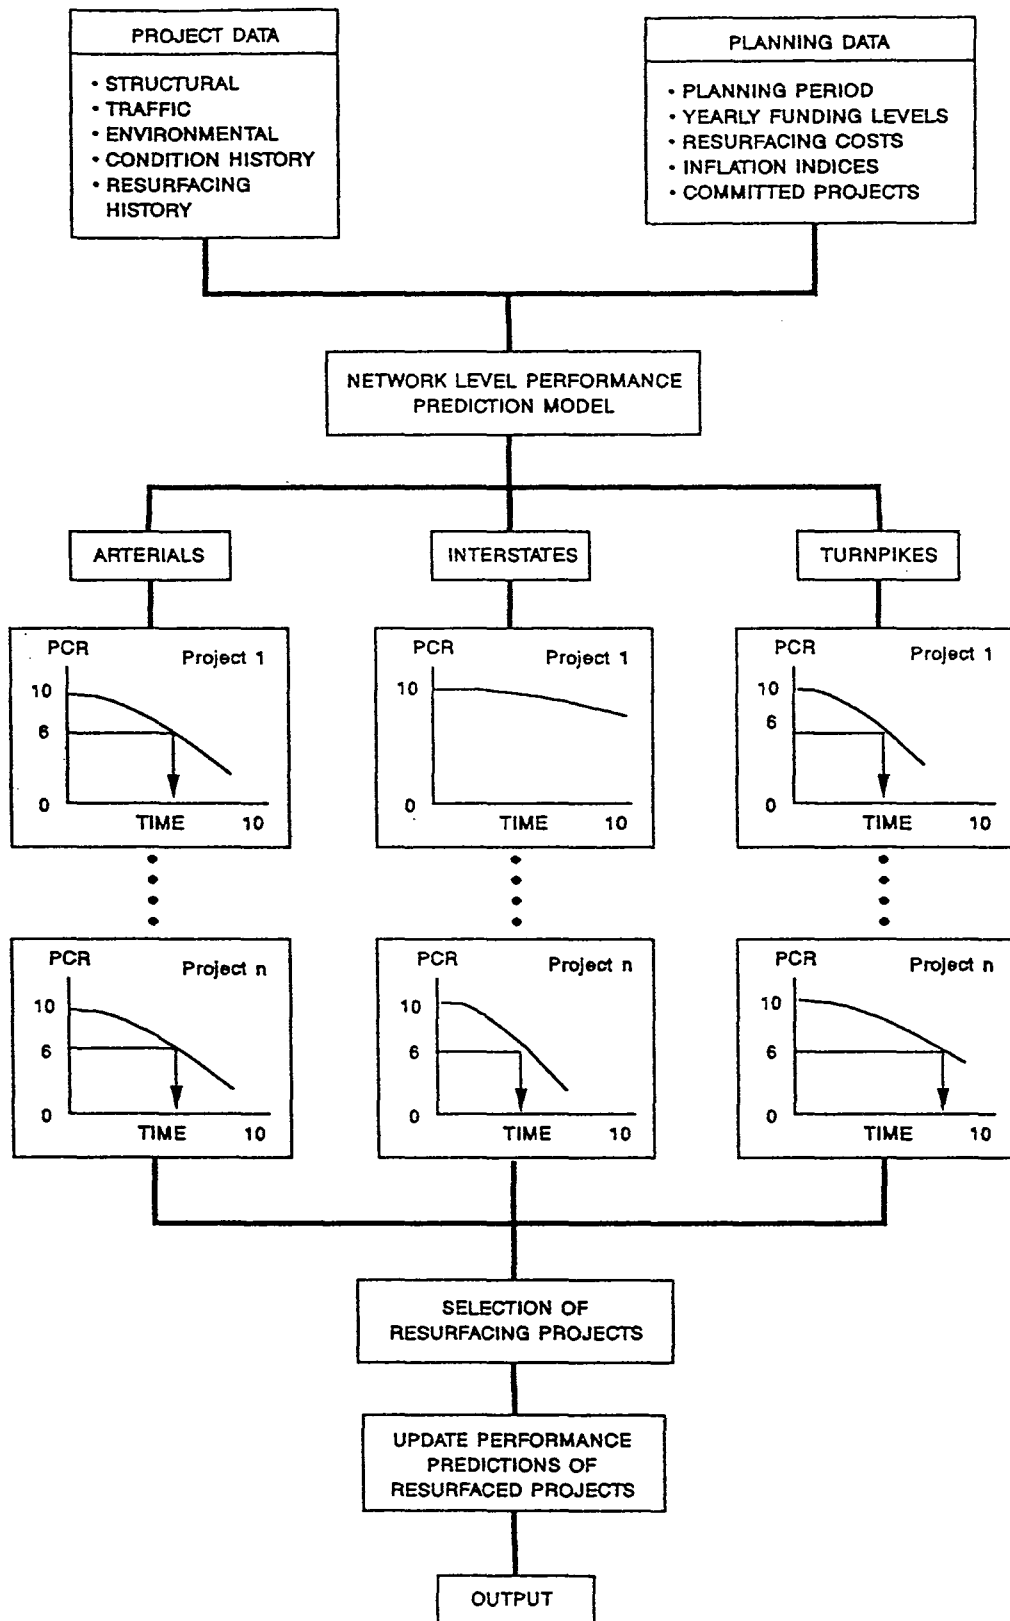 PROJECT DATA
• STRUCTURAL
• TRAFFIC
• ENVIRONMENTAL
• CONDITION HISTORY
• RESURFACING
HISTORY
PLANNING DATA
• PLANNING PERIOD
• YEARLY FUNDING LEVELS
• RESURFACING COSTS
• INFLATION INDICES
• COMMITTED PROJECTS
NETWORK LEVEL PERFORMANCE
PREDICTION MODEL
ARTERIALS
INTERSTATES
TURNPIKES
PCR
Project 1
10
6
0
TIME
10
PCR
Project 1
10
0
TIME
10
PCR
Project 1
10
6
0
TIME
10
PCR
Project n
10
6
0
TIME
10
PCR
Project n
10
6
0
TIME
10
PCR
Project n
10
6
0
TIME
10
SELECTION OF
RESURFACING PROJECTS
UPDATE PERFORMANCE
PREDICTIONS OF
RESURFACED PROJECTS
OUTPUT